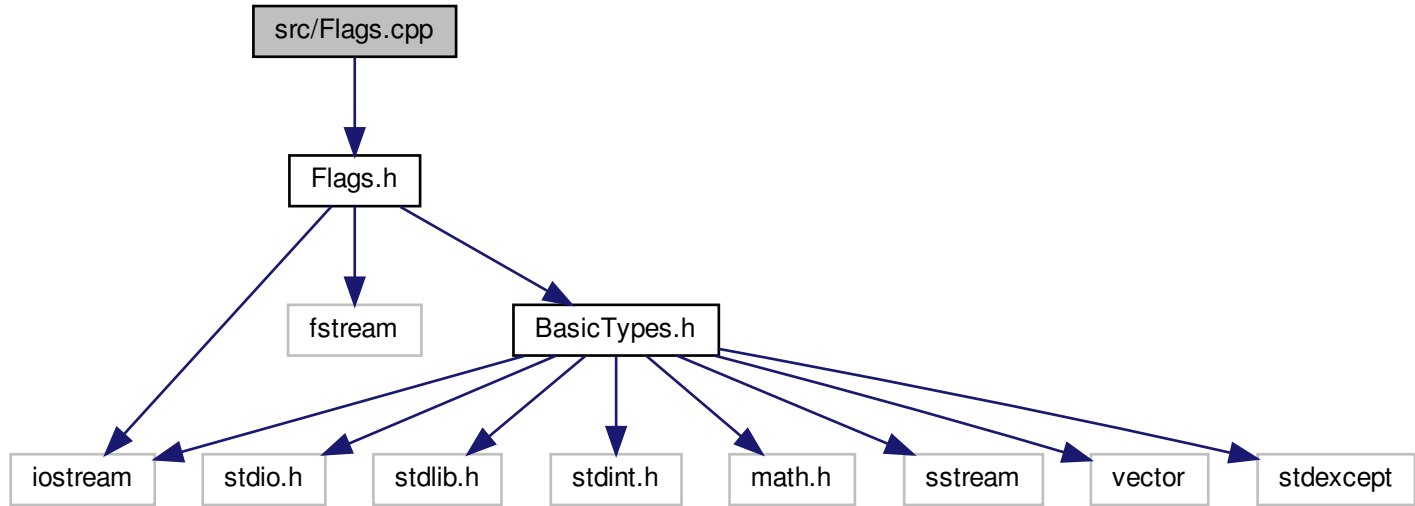 src/Flags.cpp
Flags.h
fstream
BasicTypes.h
iostream
stdio.h
stdlib.h
stdint.h
math.h
sstream
vector
stdexcept